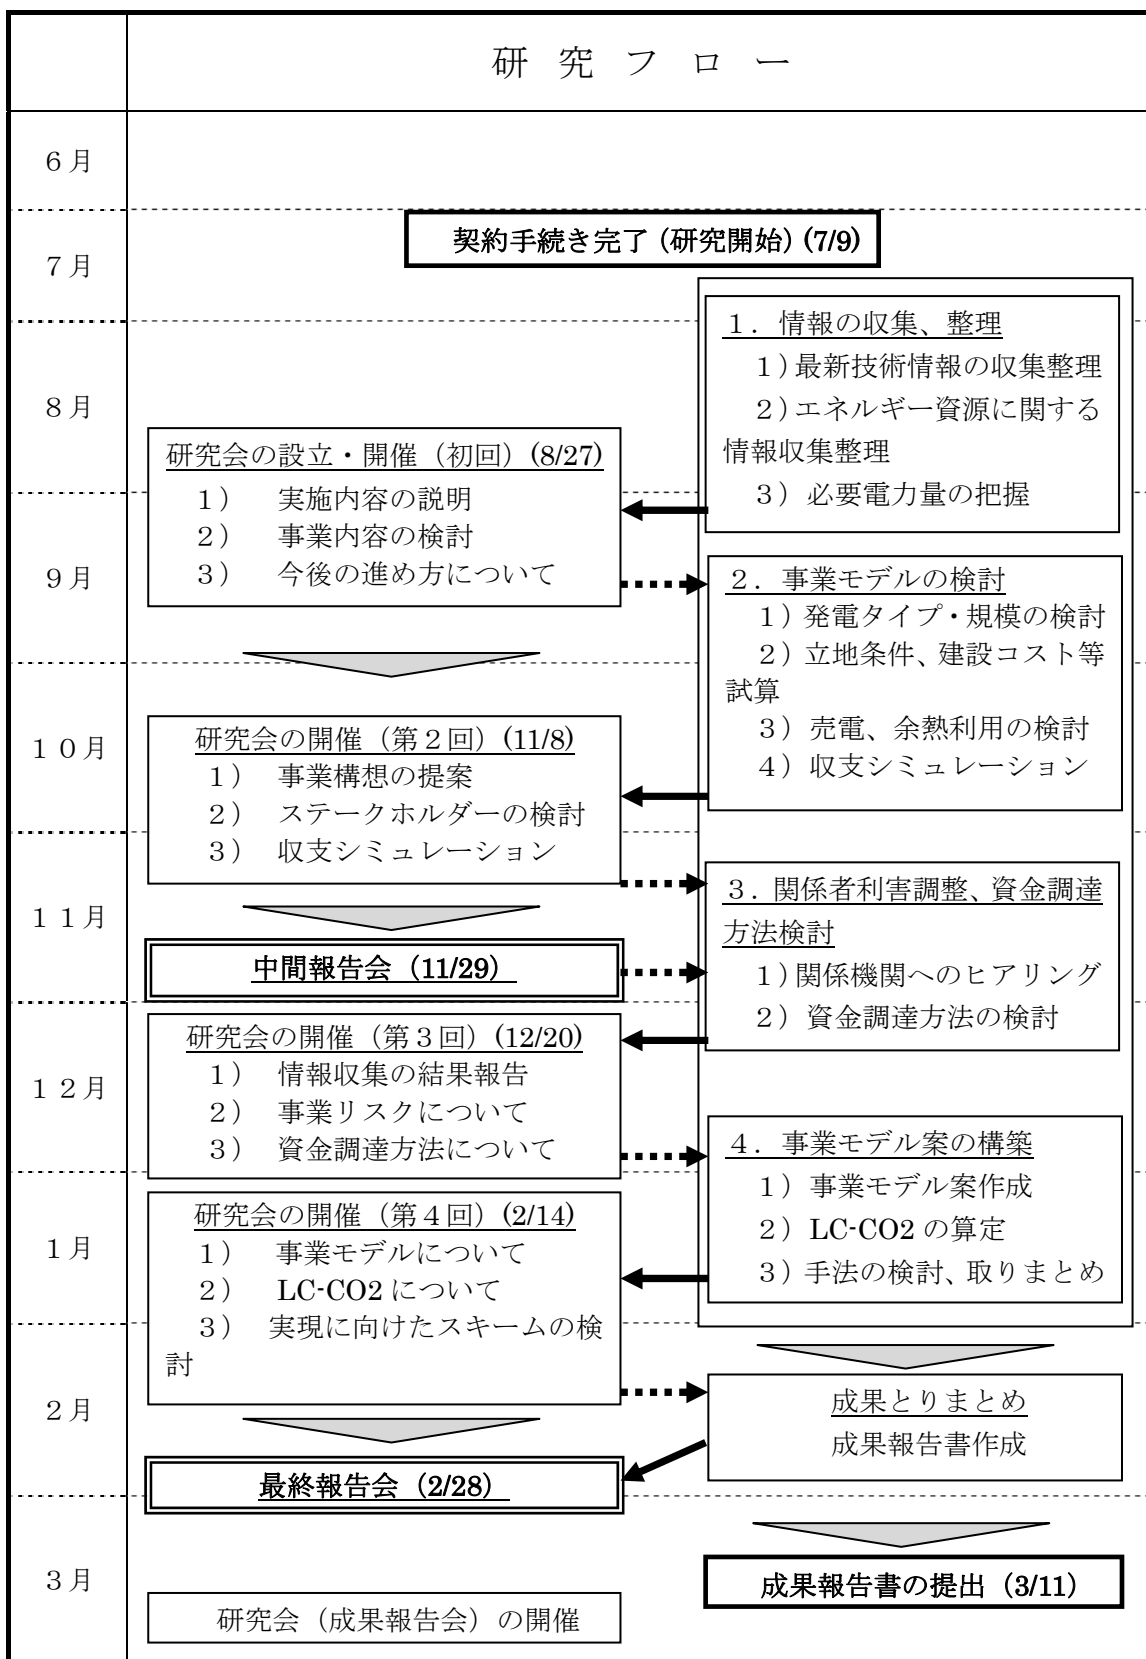 研究フロー
６月
７月
契約手続き完了（研究開始）(7/9)
１．情報の収集、整理
１）最新技術情報の収集整理
２）エネルギー資源に関する
情報収集整理
３）必要電力量の把握
８月
研究会の設立・開催（初回）(8/27)
１） 実施内容の説明
２） 事業内容の検討
３） 今後の進め方について
９月
２．事業モデルの検討
１）発電タイプ・規模の検討
２）立地条件、建設コスト等
試算
３）売電、余熱利用の検討
４）収支シミュレーション
１０月
研究会の開催（第２回）(11/8)
１） 事業構想の提案
２） ステークホルダーの検討
３） 収支シミュレーション
１１月
３．関係者利害調整、資金調達
方法検討
１）関係機関へのヒアリング
２）資金調達方法の検討
中間報告会（11/29）
１２月
研究会の開催（第３回）(12/20)
１） 情報収集の結果報告
２） 事業リスクについて
３） 資金調達方法について
４．事業モデル案の構築
１）事業モデル案作成
２）LC-CO2 の算定
３）手法の検討、取りまとめ
１月
研究会の開催（第４回）(2/14)
１） 事業モデルについて
２） LC-CO2 について
３） 実現に向けたスキームの検
討
２月
成果とりまとめ
成果報告書作成
最終報告会（2/28）
３月
成果報告書の提出（3/11）
研究会（成果報告会）の開催